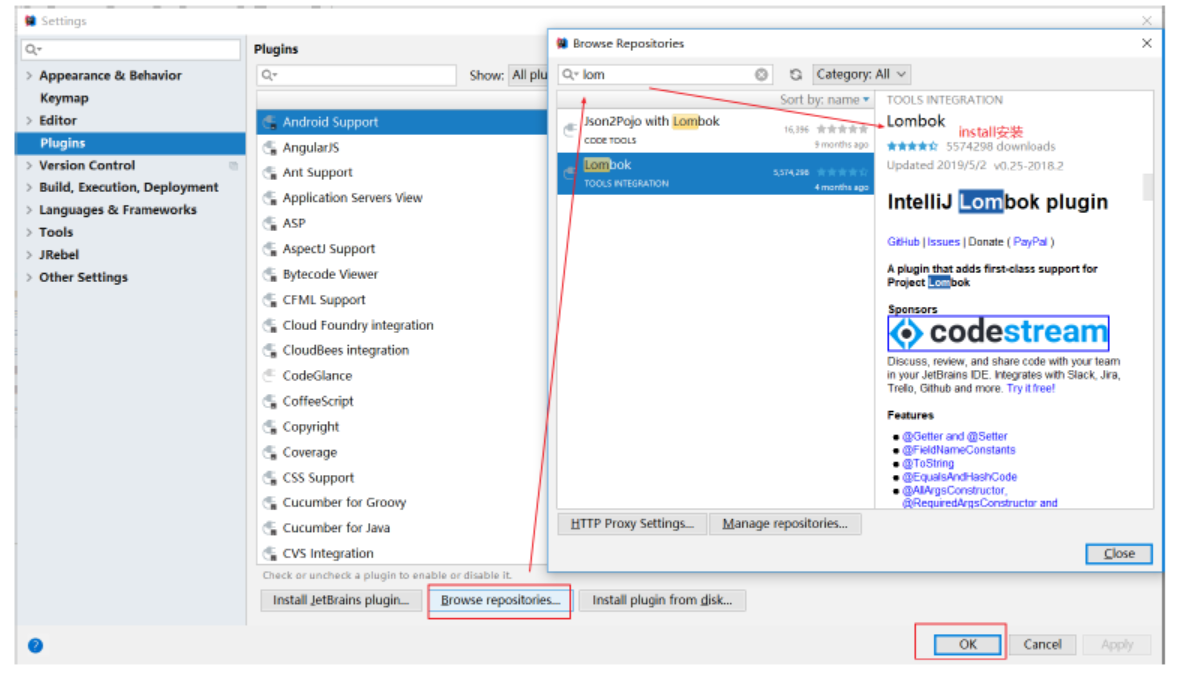 Settings
Appearance & Behavior
Keymap
Editor
Plugins
Version Control
Build, Execution, Deployment
Languages & Frameworks
Tools
JRebel
Other Settings
Plugins
Show: All plu
Android Support
AngularJS
Ant Support
Application Servers View
ASP
AspectJ Support
Bytecode Viewer
CFML Support
Cloud Foundry integration
CloudBees integration
CodeGlance
CoffeeScript
Copyright
Coverage
CSS Support
Cucumber for Groovy
Cucumber for Java
CVS Integration
Check or uncheck a plugin to enable or disable it.
Install JetBrains plugin...
Browse repositories...
Install plugin from disk...
Browse Repositories
lom
Category: All
Sort by: name
Json2Pojo with Lombok
16,396
CODE TOOLS
9 months ago
Lombok
5,574,298
TOOLS INTEGRATION
4 months ago
TOOLS INTEGRATION
Lombok
install安装
5574298 downloads
Updated 2019/5/2 v0.25-2018.2
IntelliJ Lombok plugin
GitHub | Issues | Donate ( PayPal )
A plugin that adds first-class support for
Project Lombok
Sponsors
codestream
Discuss, review, and share code with your team
in your JetBrains IDE. Integrates with Slack, Jira,
Trello, Github and more. Try it free!
Features
@Getter and @Setter
@FieldNameConstants
@ToString
@EqualsAndHashCode
@AllArgsConstructor,
@RequiredArgsConstructor and
HTTP Proxy Settings...
Manage repositories...
Close
?
OK
Cancel
Apply